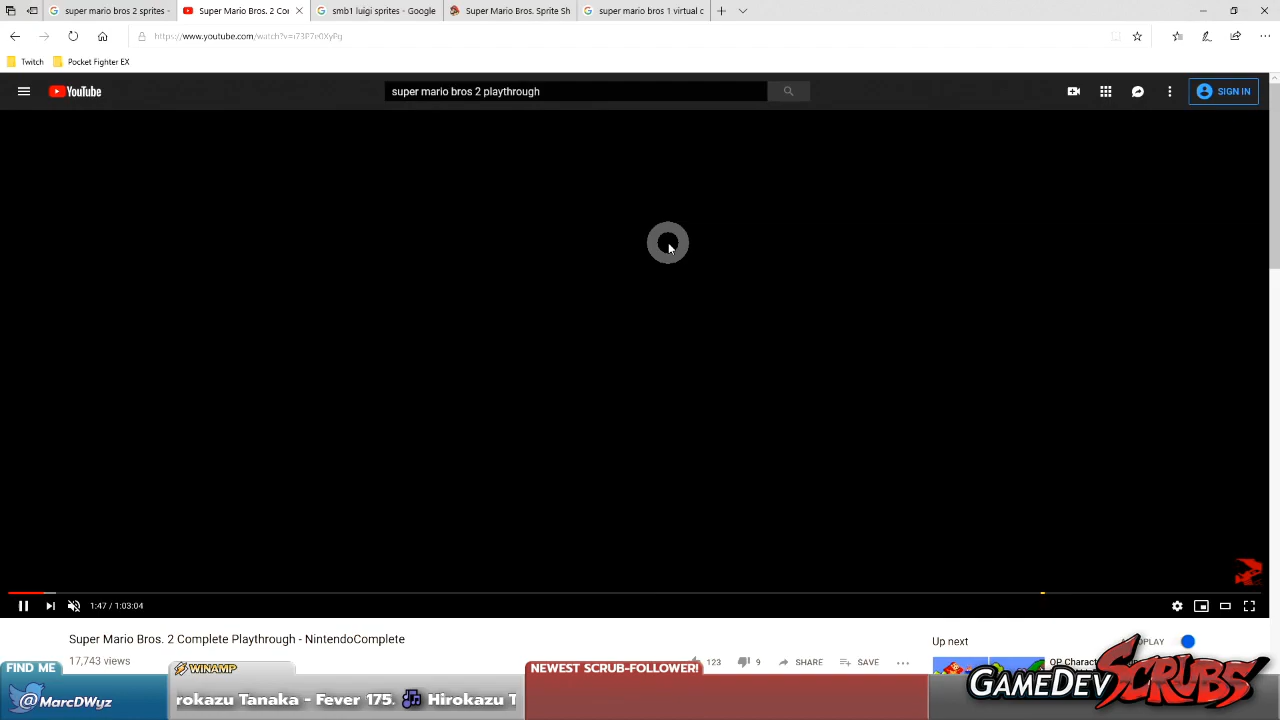 super mario bros 2 sprites -
Super Mario Bros. 2 Con
smb1 luigi sprites - Google
Super Mario Bros. Sprite Sh
super mario bros 1 virtual c
Twitch
Pocket Fighter EX
YouTube
super mario bros 2 playthrough
SIGN IN
1:47 / 1:03:04
Super Mario Bros. 2 Complete Playthrough - NintendoComplete
17,743 views
123
9
SHARE
SAVE
Up next
OP Charact
FIND ME
@MarcDWyz
WINAMP
rokazu Tanaka - Fever 175.
Hirokazu T
NEWEST SCRUB-FOLLOWER!
GAMEDEV SCRUBS